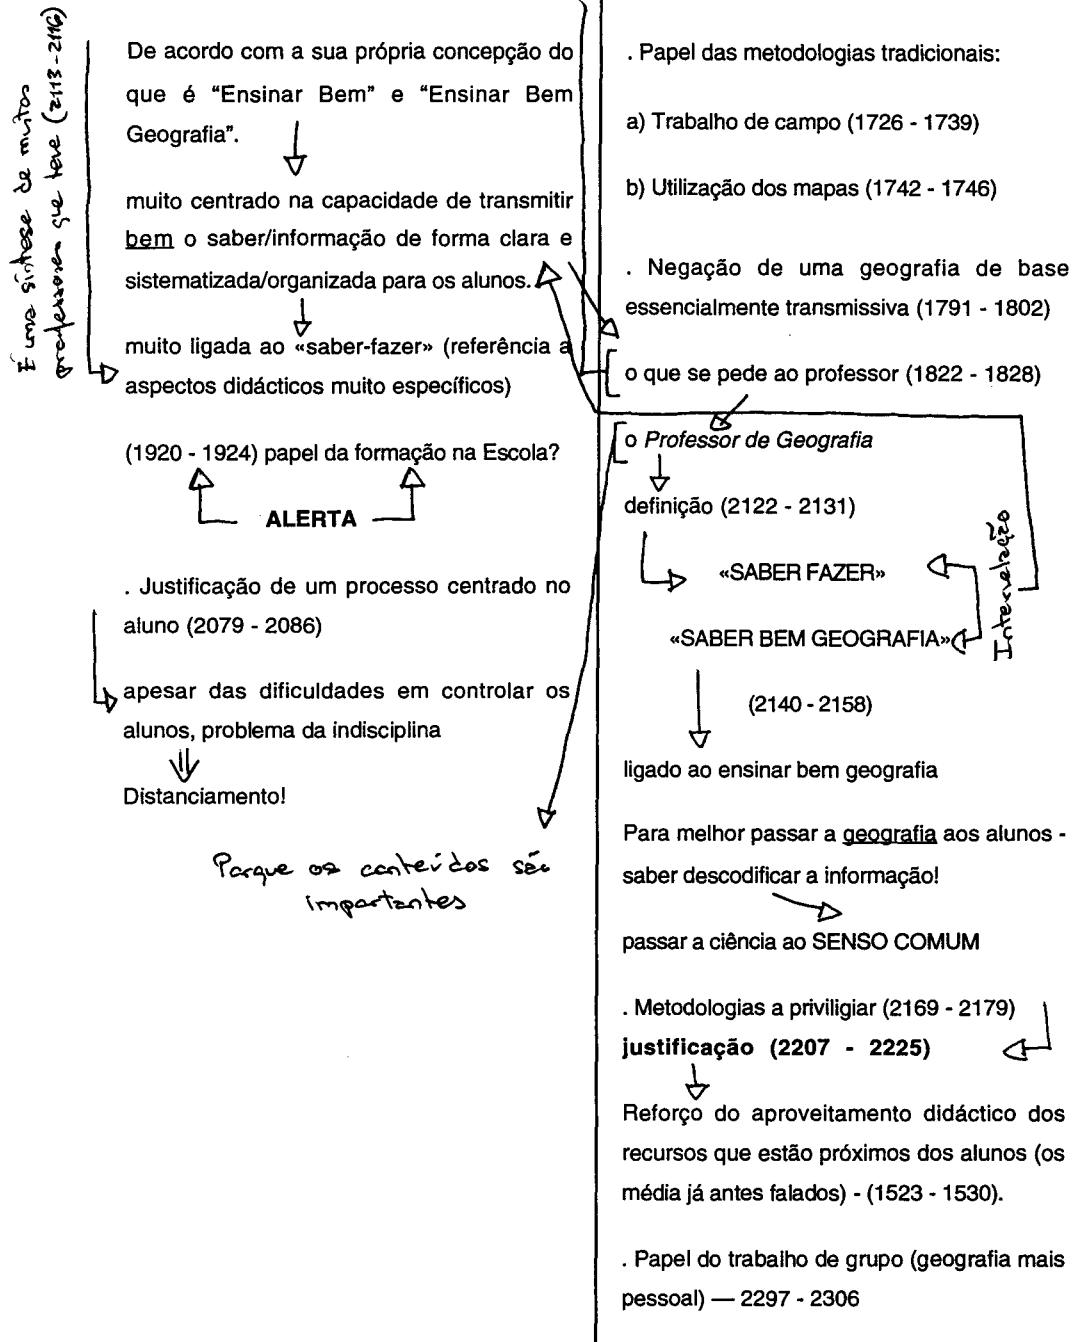 É uma síntese de muitos
professores que teve (2113-2116)
De acordo com a sua própria concepção do
que é “Ensinar Bem” e “Ensinar Bem
Geografia”.
muito centrado na capacidade de transmitir
bem o saber/informação de forma clara e
sistematizada/organizada para os alunos.
muito ligada ao «saber-fazer» (referência a
aspectos didácticos muito específicos)
(1920 - 1924) papel da formação na Escola?
ALERTA
. Justificação de um processo centrado no
aluno (2079 - 2086)
apesar das dificuldades em controlar os
alunos, problema da indisciplina
Distanciamento!
Porque os conteúdos são
importantes
. Papel das metodologias tradicionais:
a) Trabalho de campo (1726 - 1739)
b) Utilização dos mapas (1742 - 1746)
. Negação de uma geografia de base
essencialmente transmissiva (1791 - 1802)
o que se pede ao professor (1822 - 1828)
o Professor de Geografia
definição (2122 - 2131)
«SABER FAZER»
«SABER BEM GEOGRAFIA»
Interrelação
(2140 - 2158)
ligado ao ensinar bem geografia
Para melhor passar a geografia aos alunos -
saber descodificar a informação!
passar a ciência ao SENSO COMUM
. Metodologias a priviligiar (2169 - 2179)
justificação (2207 - 2225)
Reforço do aproveitamento didáctico dos
recursos que estão próximos dos alunos (os
média já antes falados) - (1523 - 1530).
. Papel do trabalho de grupo (geografia mais
pessoal) — 2297 - 2306